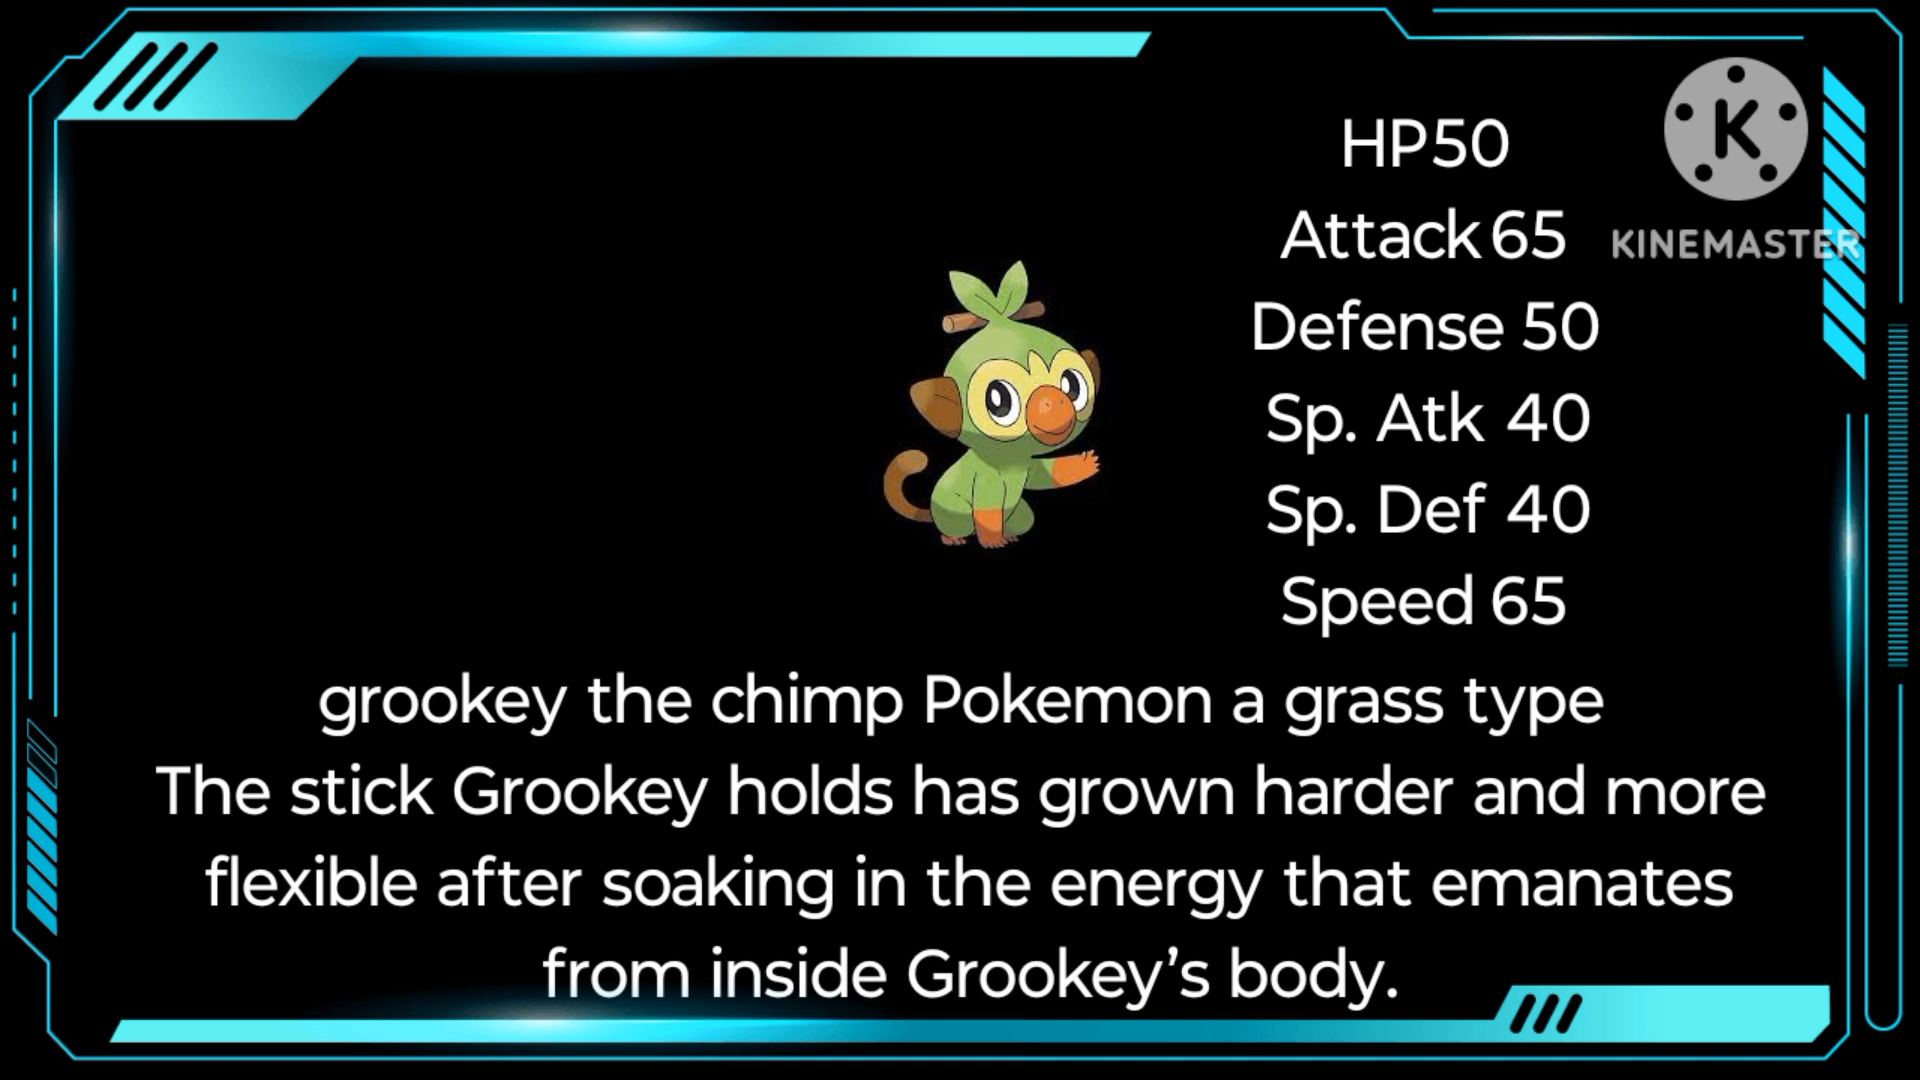 HP50
Attack 65
Defense 50
Sp. Atk 40
Sp. Def 40
Speed 65
K
KINEMASTER
grookey the chimp Pokemon a grass type
The stick Grookey holds has grown harder and more
flexible after soaking in the energy that emanates
from inside Grookey’s body.